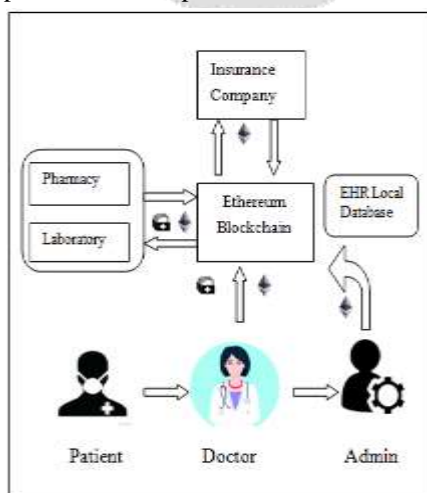 Insurance
Company
Pharmacy
Laboratory
Ethereum
Blockchain
EHR Local
Database
Patient
Doctor
Admin